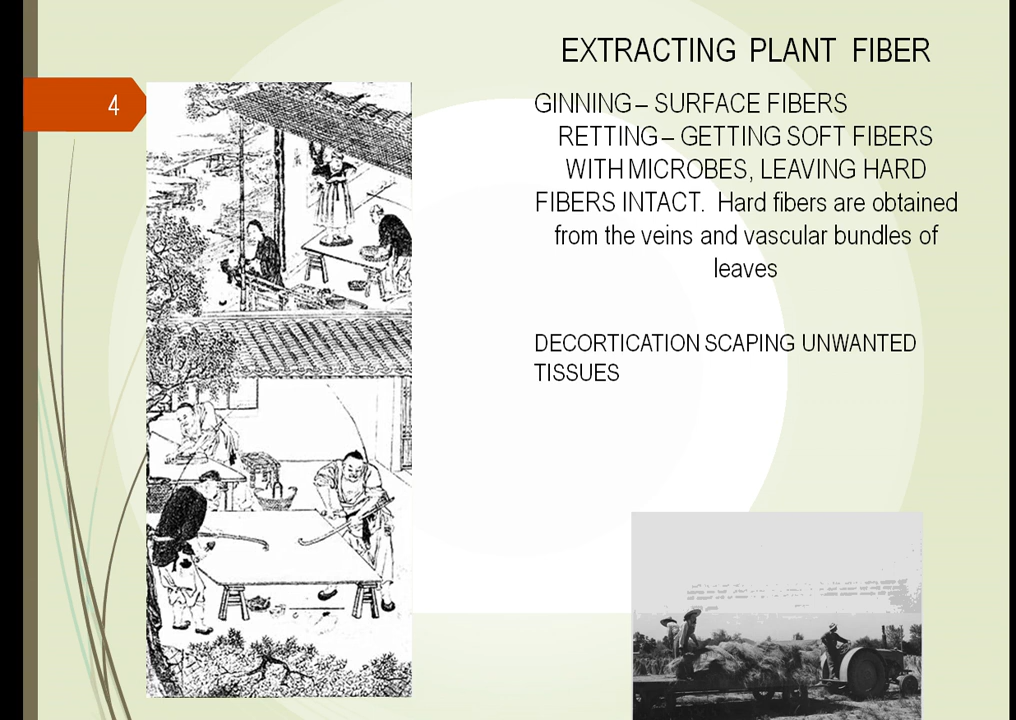 EXTRACTING PLANT FIBER
4
GINNING – SURFACE FIBERS
RETTING – GETTING SOFT FIBERS
WITH MICROBES, LEAVING HARD
FIBERS INTACT. Hard fibers are obtained
from the veins and vascular bundles of
leaves
DECORTICATION SCAPING UNWANTED
TISSUES